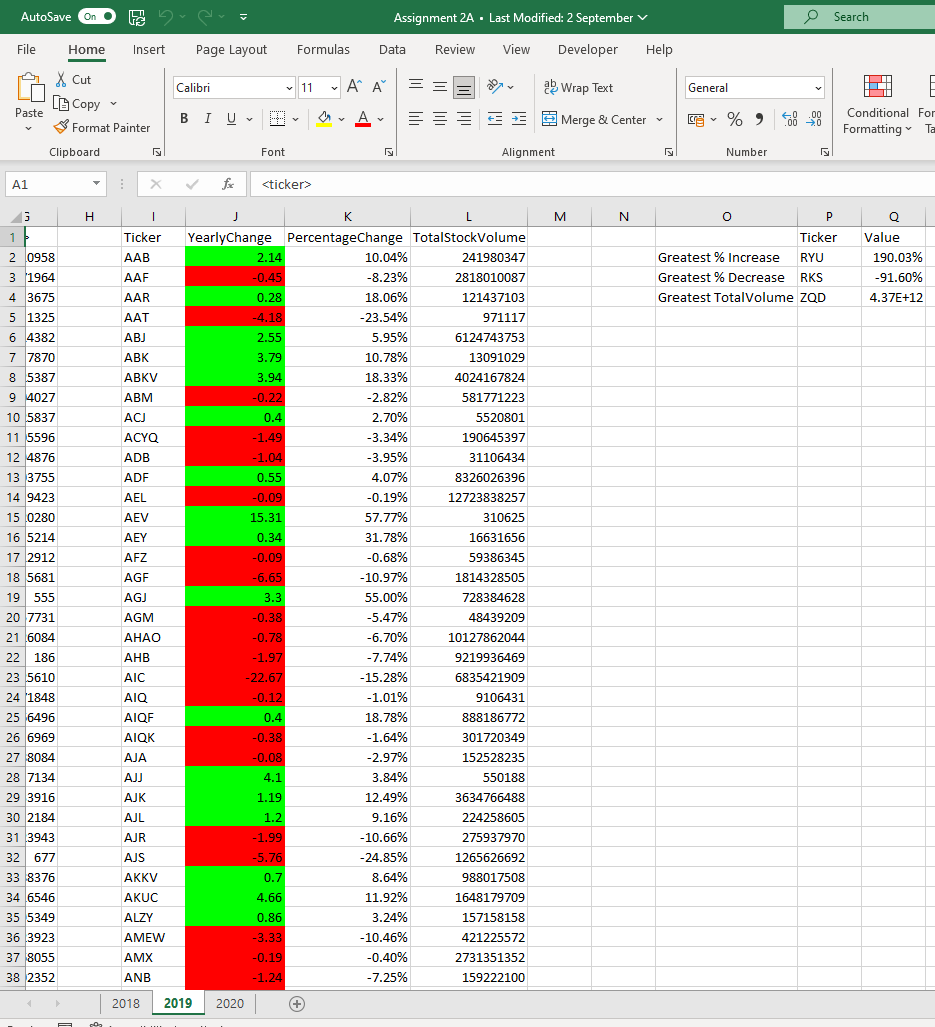 AutoSave On Assignment 2A • Last Modified: 2 September Search
File Home Insert Page Layout Formulas Data Review View Developer Help
Cut
Copy
Format Painter
Paste
Calibri 11 A A
B I U A
Wrap Text
Merge & Center
General
% 9
Conditional
Formatting
Clipboard Font Alignment Number
A1 fx <ticker>
H I J K L M N O P Q
1 Ticker YearlyChange PercentageChange TotalStockVolume Ticker Value
2 0958 AAB 2.14 10.04% 241980347 Greatest % Increase RYU 190.03%
3 1964 AAF -0.45 -8.23% 2818010087 Greatest % Decrease RKS -91.60%
4 3675 AAR 0.28 18.06% 121437103 Greatest TotalVolume ZQD 4.37E+12
5 1325 AAT -4.18 -23.54% 971117
6 4382 ABJ 2.55 5.95% 6124743753
7 7870 ABK 3.79 10.78% 13091029
8 5387 ABKV 3.94 18.33% 4024167824
9 4027 ABM -0.22 -2.82% 581771223
10 5837 ACJ 0.4 2.70% 5520801
11 5596 ACYQ -1.49 -3.34% 190645397
12 4876 ADB -1.04 -3.95% 31106434
13 3755 ADF 0.55 4.07% 8326026396
14 9423 AEL -0.09 -0.19% 12723838257
15 0280 AEV 15.31 57.77% 310625
16 5214 AEY 0.34 31.78% 16631656
17 2912 AFZ -0.09 -0.68% 59386345
18 5681 AGF -6.65 -10.97% 1814328505
19 555 AGJ 3.3 55.00% 728384628
20 7731 AGM -0.38 -5.47% 48439209
21 6084 AHAO -0.78 -6.70% 10127862044
22 186 AHB -1.97 -7.74% 9219936469
23 5610 AIC -22.67 -15.28% 6835421909
24 1848 AIQ -0.12 -1.01% 9106431
25 6496 AIQF 0.4 18.78% 888186772
26 6969 AIQK -0.38 -1.64% 301720349
27 8084 AJA -0.08 -2.97% 152528235
28 7134 AJJ 4.1 3.84% 550188
29 3916 AJK 1.19 12.49% 3634766488
30 2184 AJL 1.2 9.16% 224258605
31 3943 AJR -1.99 -10.66% 275937970
32 677 AJS -5.76 -24.85% 1265626692
33 8376 AKKV 0.7 8.64% 988017508
34 6546 AKUC 4.66 11.92% 1648179709
35 5349 ALZY 0.86 3.24% 157158158
36 3923 AMEW -3.33 -10.46% 421225572
37 8055 AMX -0.19 -0.40% 2731351352
38 2352 ANB -1.24 -7.25% 159222100
2018 2019 2020